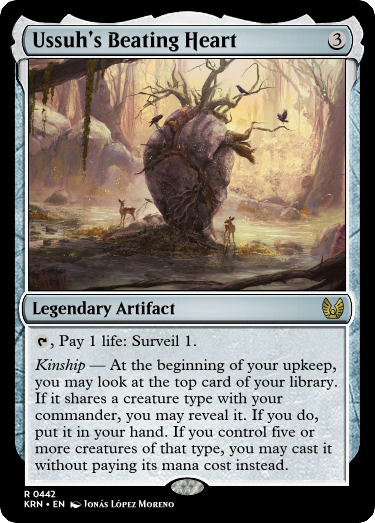 Ussuh's Beating Heart 3
Legendary Artifact
, Pay 1 life: Surveil 1.
Kinship — At the beginning of your upkeep,
you may look at the top card of your library.
If it shares a creature type with your
commander, you may reveal it. If you do,
put it in your hand. If you control five or
more creatures of that type, you may cast it
without paying its mana cost instead.
R 0442
KRN • EN Jonás López Moreno